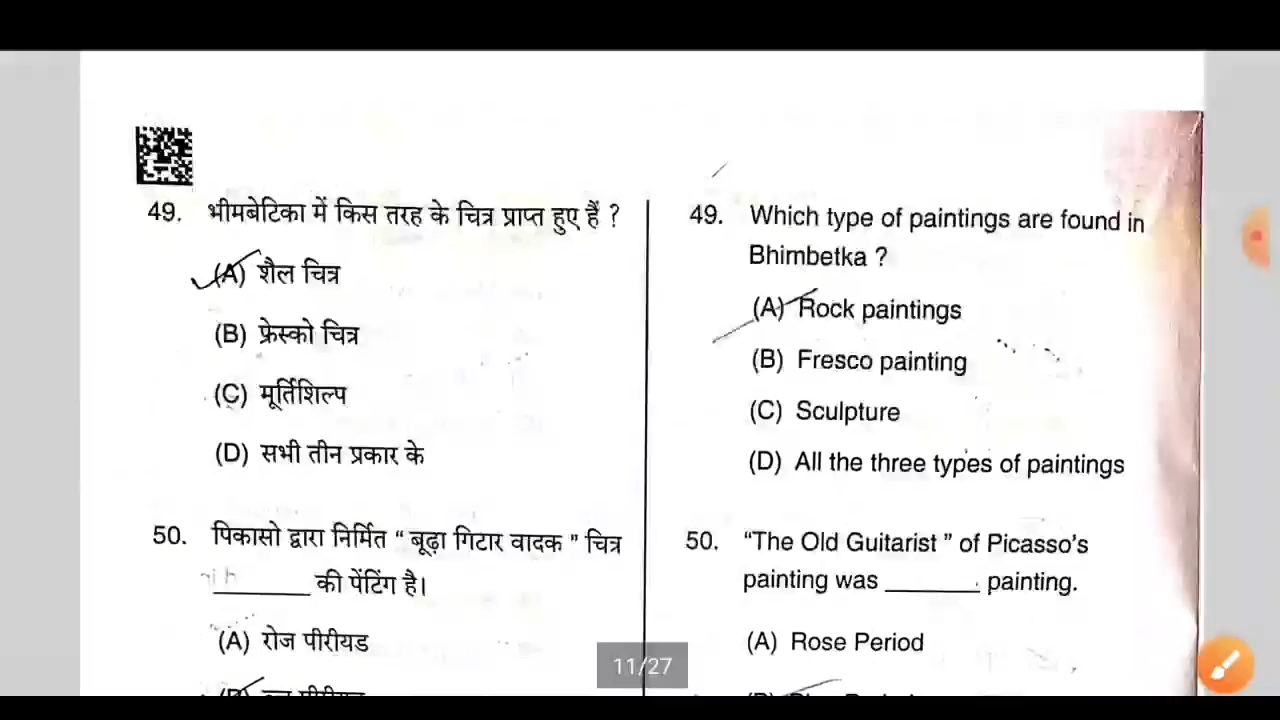 49. भीमबेटिका में किस तरह के चित्र प्राप्त हुए हैं ?
(A) शैल चित्र
(B) फ्रेस्को चित्र
(C) मूर्तिशिल्प
(D) सभी तीन प्रकार के
50. पिकासो द्वारा निर्मित “ बूढ़ा गिटार वादक ” चित्र
________ की पेंटिंग है।
(A) रोज पीरीयड
49. Which type of paintings are found in
Bhimbetka ?
(A) Rock paintings
(B) Fresco painting
(C) Sculpture
(D) All the three types of paintings
50. “The Old Guitarist ” of Picasso's
painting was ________ painting.
(A) Rose Period
11/27